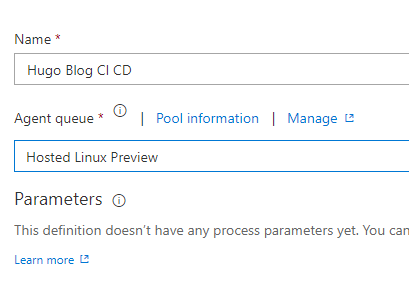 Name *
Hugo Blog CI CD
Agent queue * | Pool information | Manage
Hosted Linux Preview
Parameters
This definition doesn't have any process parameters yet. You can
Learn more